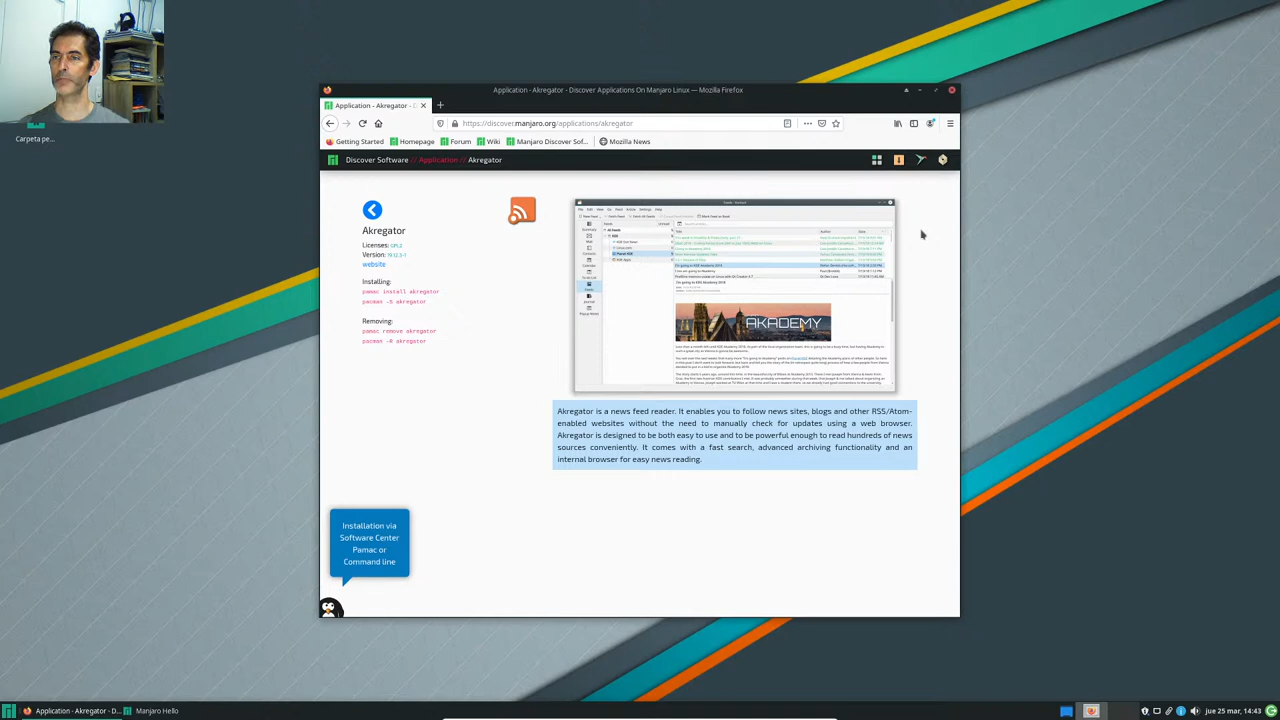 Carpeta pe...
Application - Akregator - Discover Applications On Manjaro Linux — Mozilla Firefox
Application - Akregator - D
https://discover.manjaro.org/applications/akregator
Getting Started
Homepage
Forum
Wiki
Manjaro Discover Sof...
Mozilla News
Discover Software // Application // Akregator
Akregator
Licenses: GPL2
Version: 19.12.3-1
website
Installing:
pamac install akregator
pacman -S akregator
Removing:
pamac remove akregator
pacman -R akregator
AKADEMY
Akregator is a news feed reader. It enables you to follow news sites, blogs and other RSS/Atom-
enabled websites without the need to manually check for updates using a web browser.
Akregator is designed to be both easy to use and to be powerful enough to read hundreds of news
sources conveniently. It comes with a fast search, advanced archiving functionality and an
internal browser for easy news reading.
Installation via
Software Center
Pamac or
Command line
Application - Akregator - D...
Manjaro Hello
jue 25 mar, 14:43